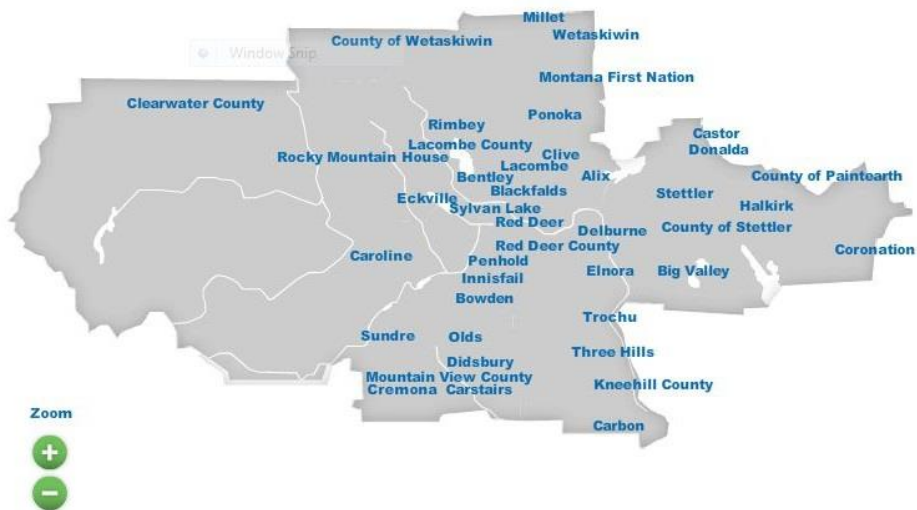 Millet
Wetaskiwin
County of Wetaskiwin
Window Snip
Montana First Nation
Clearwater County
Ponoka
Rimbey
Castor
Lacombe County
Donalda
Rocky Mountain House
Clive
Lacombe
Bentley
Alix
County of Paintearth
Blackfalds
Stettler
Eckville
Halkirk
Sylvan Lake
Red Deer
Delburne
County of Stettler
Red Deer County
Coronation
Caroline
Penhold
Elnora
Big Valley
Innisfail
Bowden
Trochu
Sundre
Olds
Three Hills
Didsbury
Mountain View County
Kneehill County
Cremona
Carstairs
Zoom
Carbon
+
−